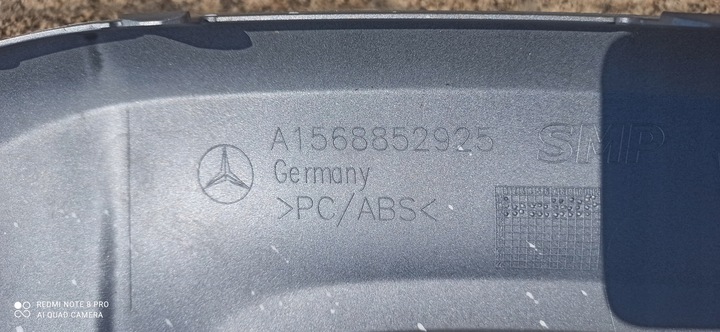 A1568852925
SMP
Germany
>PC/ABS<
REDMI NOTE 8 PRO
AI QUAD CAMERA